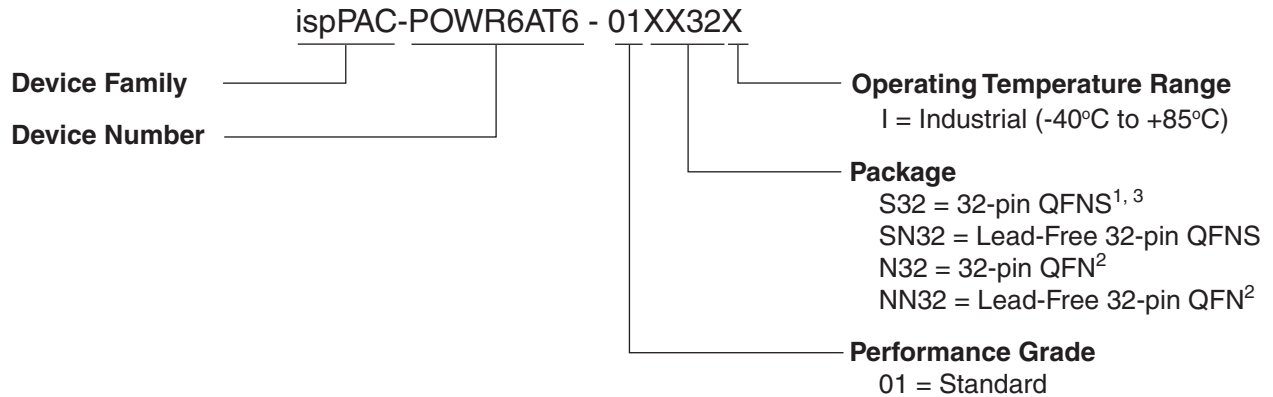 ispPAC-POWR6AT6 - 01XX32X
Device Family
Device Number
Operating Temperature Range
I = Industrial (-40°C to +85°C)
Package
S32 = 32-pin QFNS1, 3
SN32 = Lead-Free 32-pin QFNS
N32 = 32-pin QFN2
NN32 = Lead-Free 32-pin QFN2
Performance Grade
01 = Standard